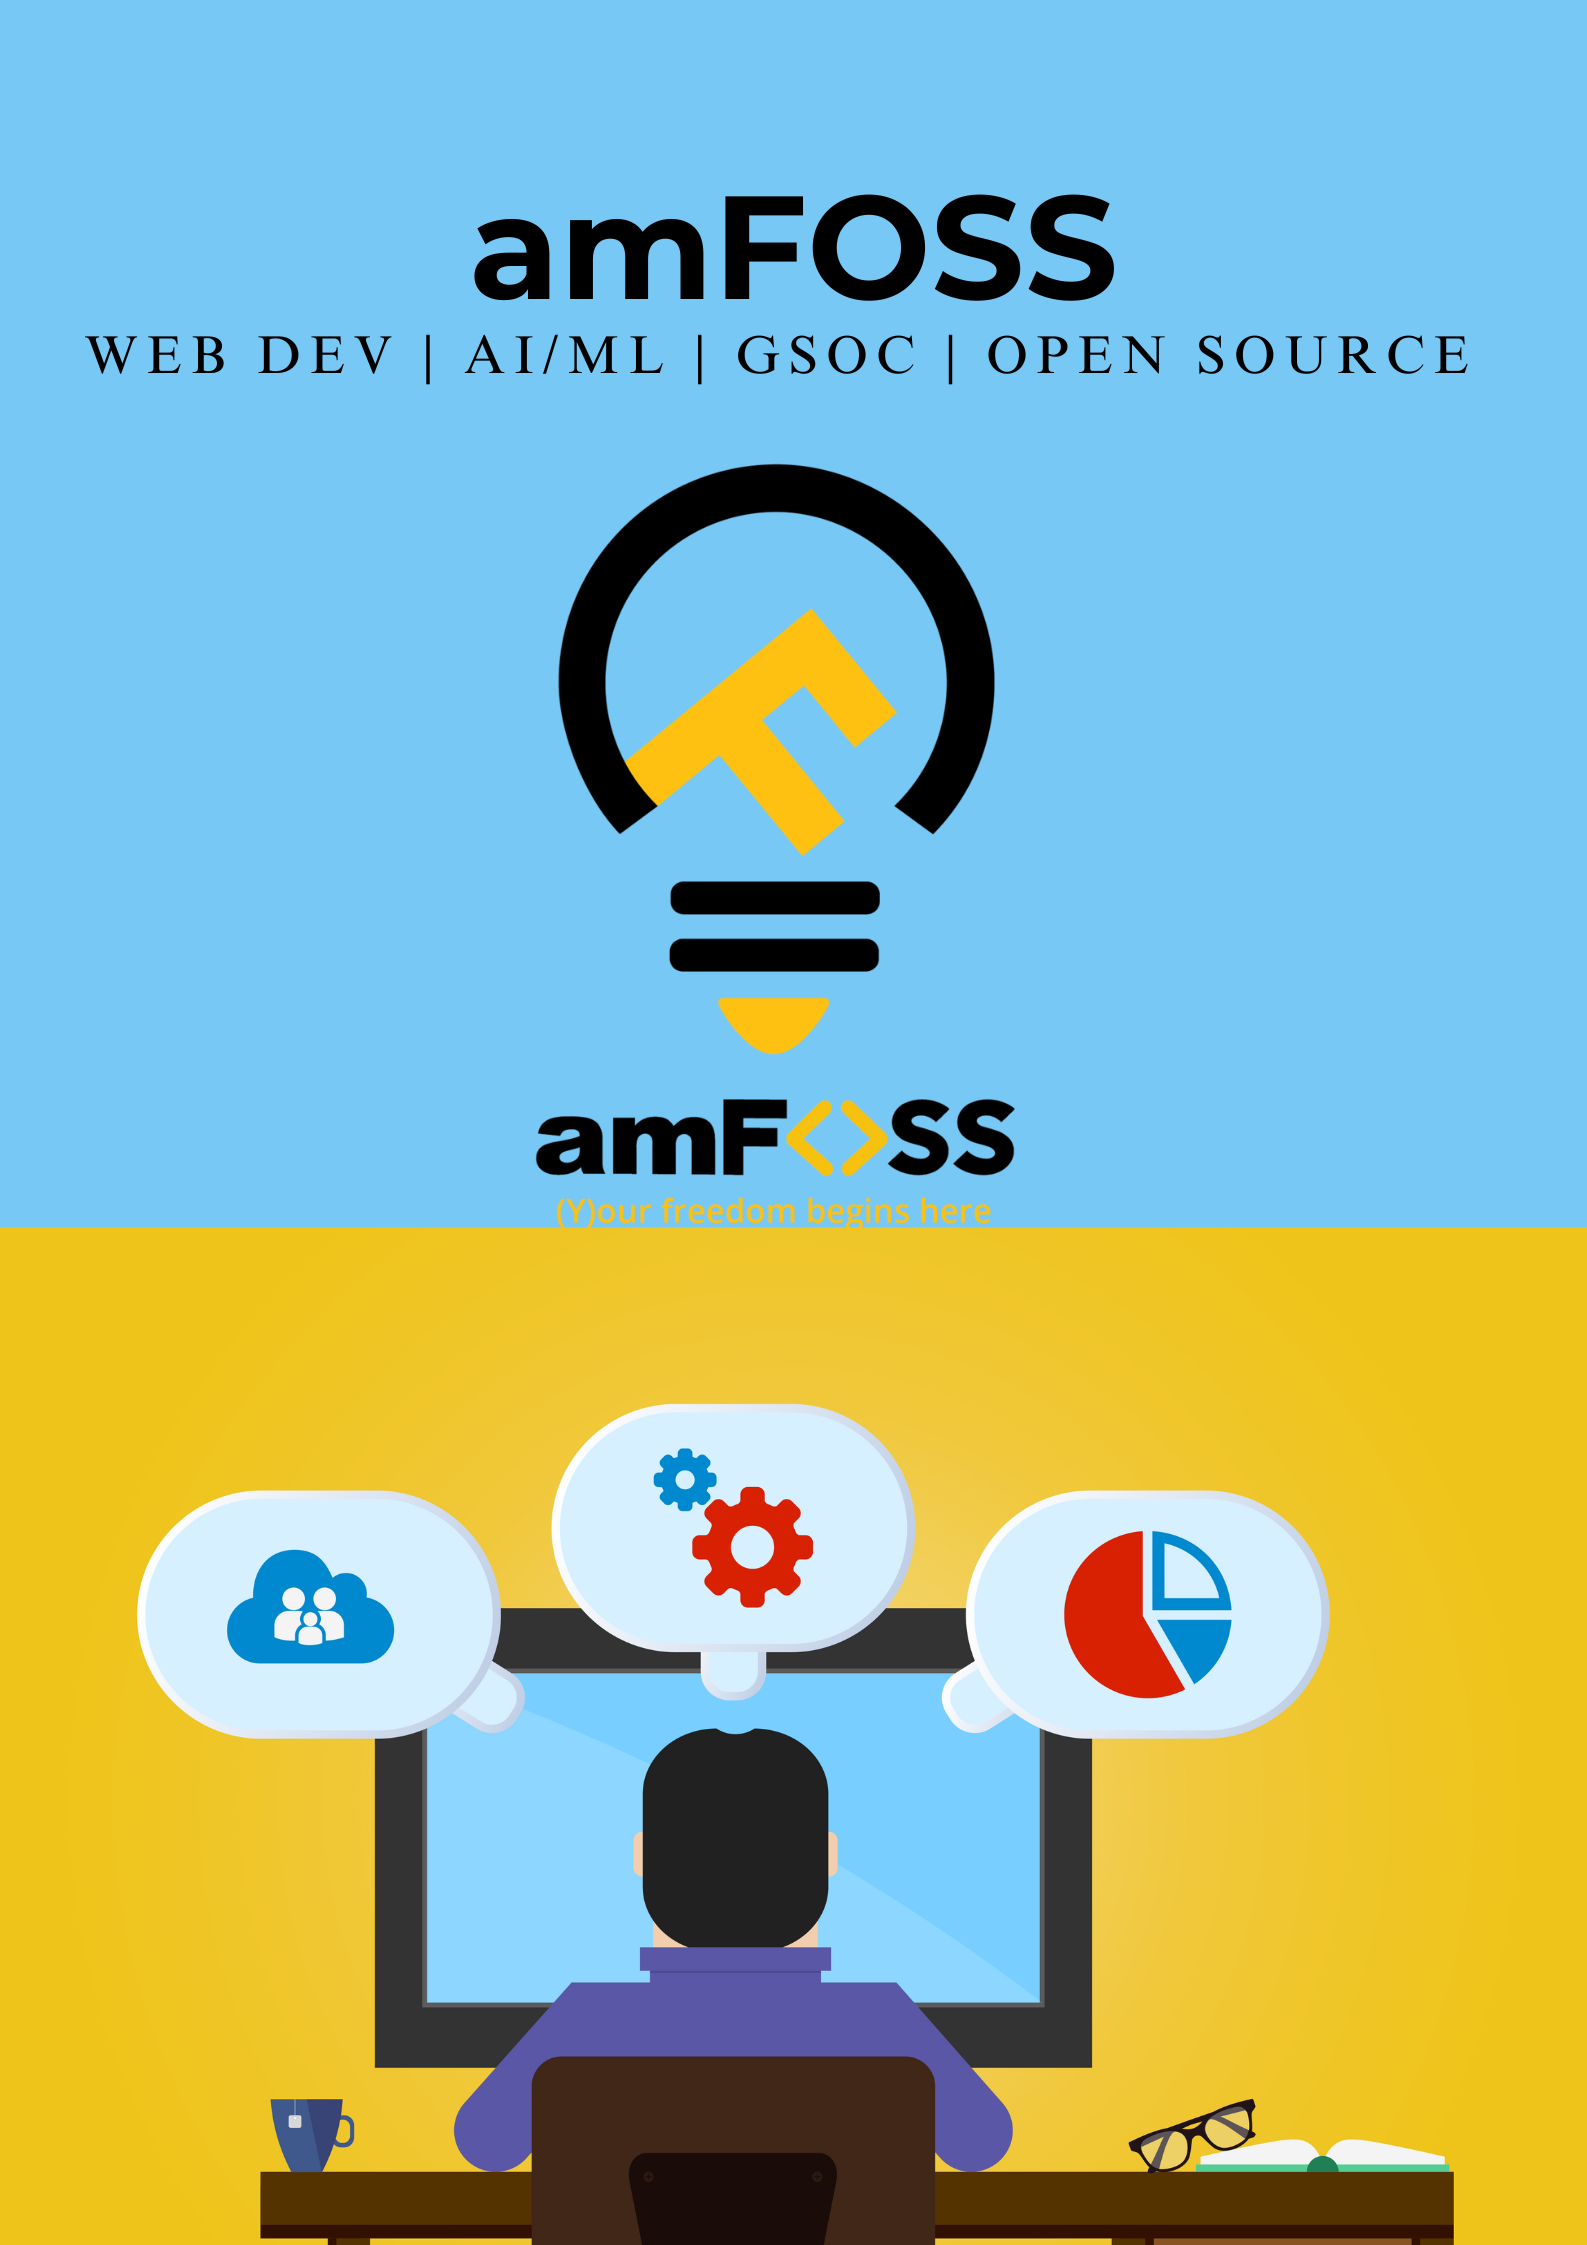 amFOSS
WEB DEV | AI/ML | GSOC | OPEN SOURCE
amF<>SS
(Y)our freedom begins here